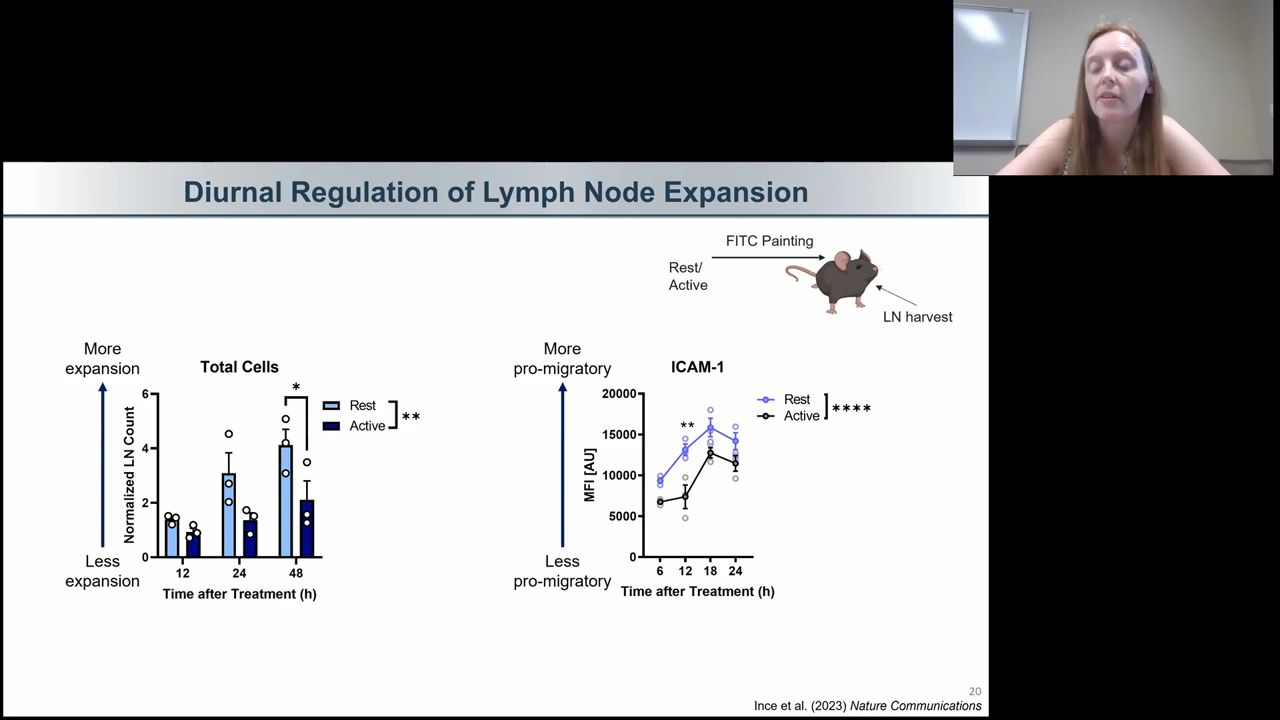 Diurnal Regulation of Lymph Node Expansion
FITC Painting
Rest/
Active
LN harvest
More
expansion
Less
expansion
Total Cells
Normalized LN Count
6
4
2
0
*
Rest
Active
**
12 24 48
Time after Treatment (h)
More
pro-migratory
Less
pro-migratory
ICAM-1
MFI [AU]
20000
15000
10000
5000
0
**
Rest
Active
****
6 12 18 24
Time after Treatment (h)
20
Ince et al. (2023) Nature Communications